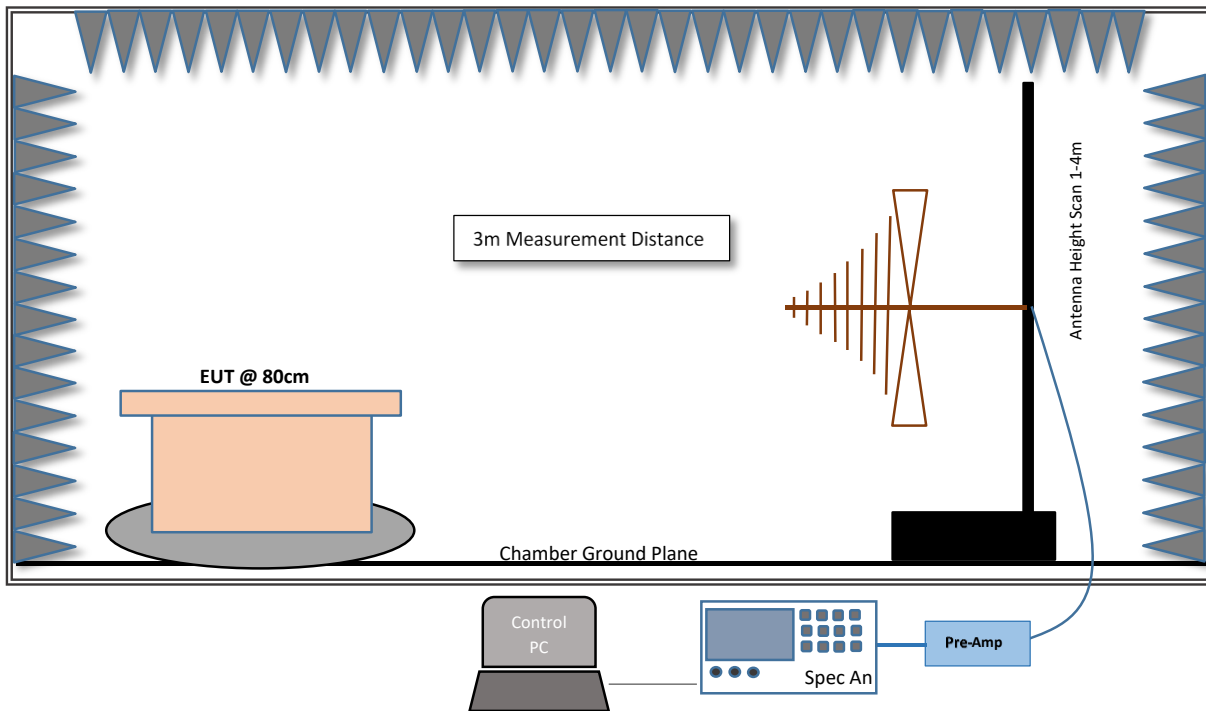 Antenna Height Scan 1-4m
3m Measurement Distance
EUT @ 80cm
Chamber Ground Plane
Control
PC
Spec An
Pre-Amp